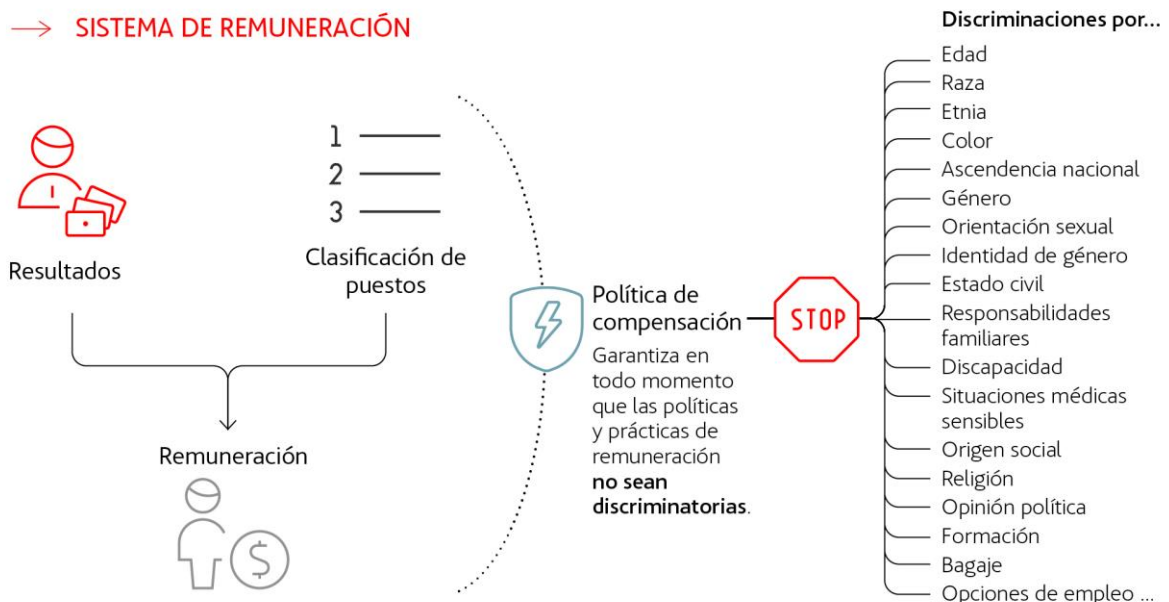 → SISTEMA DE REMUNERACIÓN
Resultados
1
2
3
Clasificación de
puestos
Remuneración
$
Política de
compensación
Garantiza en
todo momento
que las políticas
y prácticas de
remuneración
no sean
discriminatorias.
STOP
Discriminaciones por...
Edad
Raza
Etnia
Color
Ascendencia nacional
Género
Orientación sexual
Identidad de género
Estado civil
Responsabilidades
familiares
Discapacidad
Situaciones médicas
sensibles
Origen social
Religión
Opinión política
Formación
Bagaje
Opciones de empleo ...